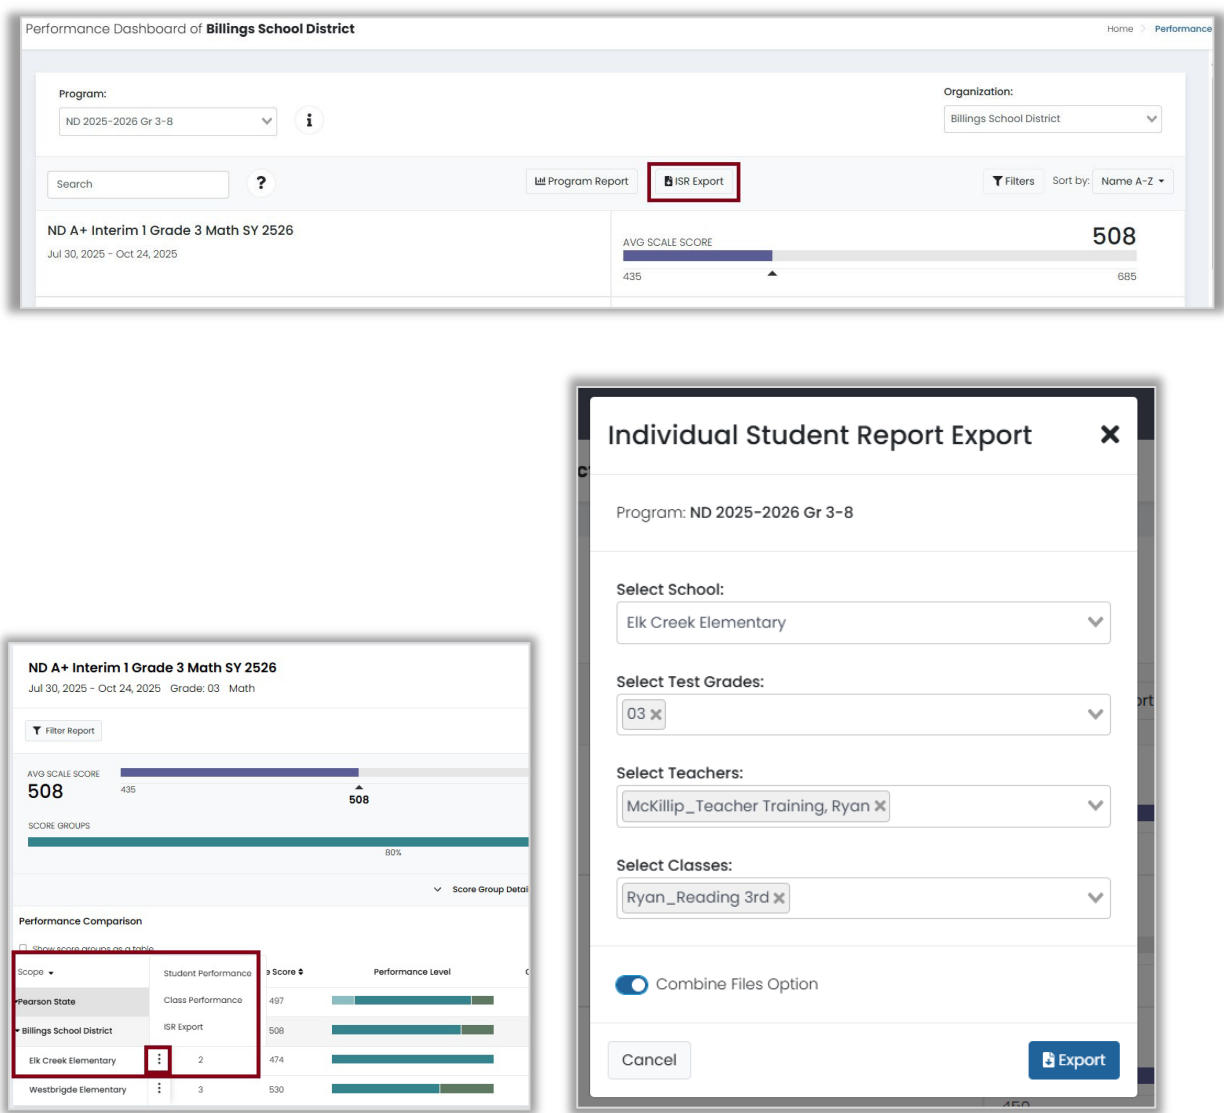 Performance Dashboard of Billings School District
Home > Performance
Program:
Organization:
ND 2025-2026 Gr 3-8
i
Billings School District
Search
?
Program Report
ISR Export
Filters
Sort by:
Name A-Z
ND A+ Interim 1 Grade 3 Math SY 2526
Jul 30, 2025 - Oct 24, 2025
AVG SCALE SCORE
508
435
685
ND A+ Interim 1 Grade 3 Math SY 2526
Jul 30, 2025 - Oct 24, 2025 Grade: 03 Math
Filter Report
AVG SCALE SCORE
508
435
508
SCORE GROUPS
80%
Score Group Detai
Performance Comparison
Show score groups as a table
Scope
Student Performance
e Score
Performance Level
Pearson State
Class Performance
497
Billings School District
ISR Export
508
Elk Creek Elementary
2
474
Westbrigde Elementary
3
530
Individual Student Report Export
Program: ND 2025-2026 Gr 3-8
Select School:
Elk Creek Elementary
Select Test Grades:
03
Select Teachers:
McKillip_Teacher Training, Ryan
Select Classes:
Ryan_Reading 3rd
Combine Files Option
Cancel
Export